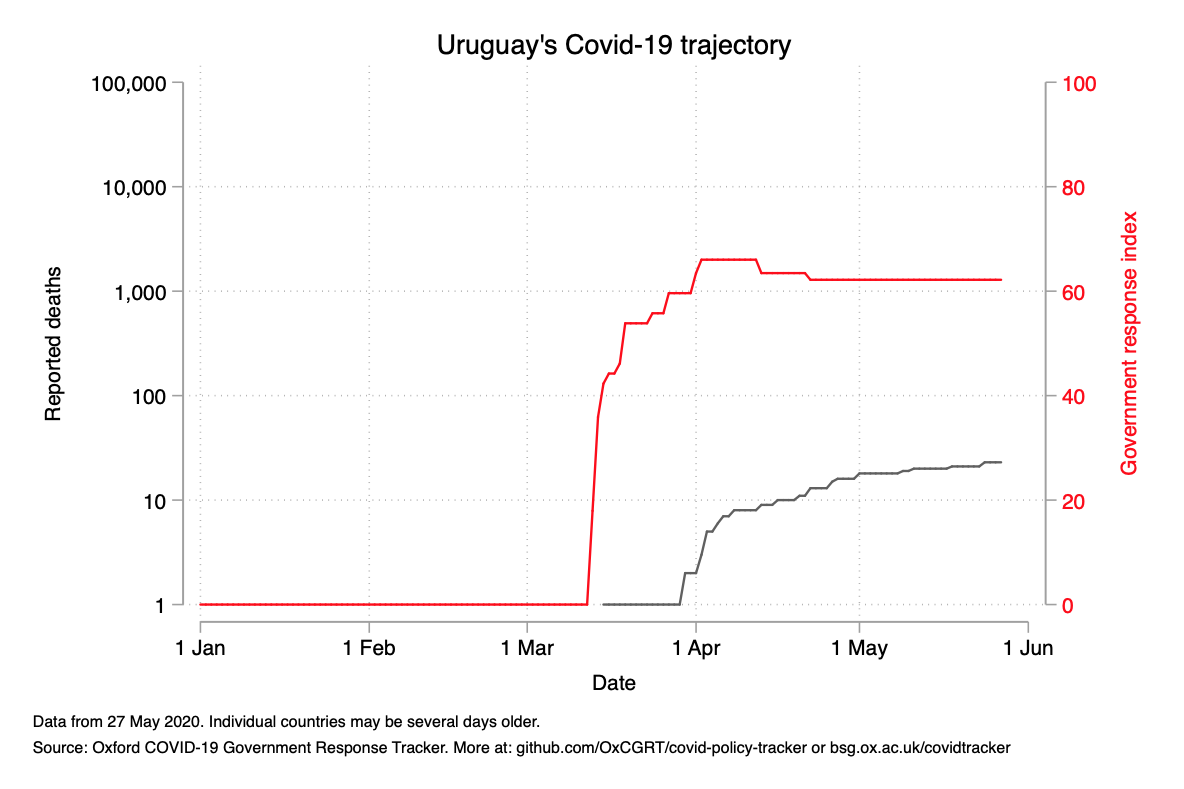 Uruguay's Covid-19 trajectory
100,000
10,000
1,000
100
10
1
Reported deaths
100
80
60
40
20
0
Government response index
1 Jan
1 Feb
1 Mar
1 Apr
1 May
1 Jun
Date
Data from 27 May 2020. Individual countries may be several days older.
Source: Oxford COVID-19 Government Response Tracker. More at: github.com/OxCGRT/covid-policy-tracker or bsg.ox.ac.uk/covidtracker